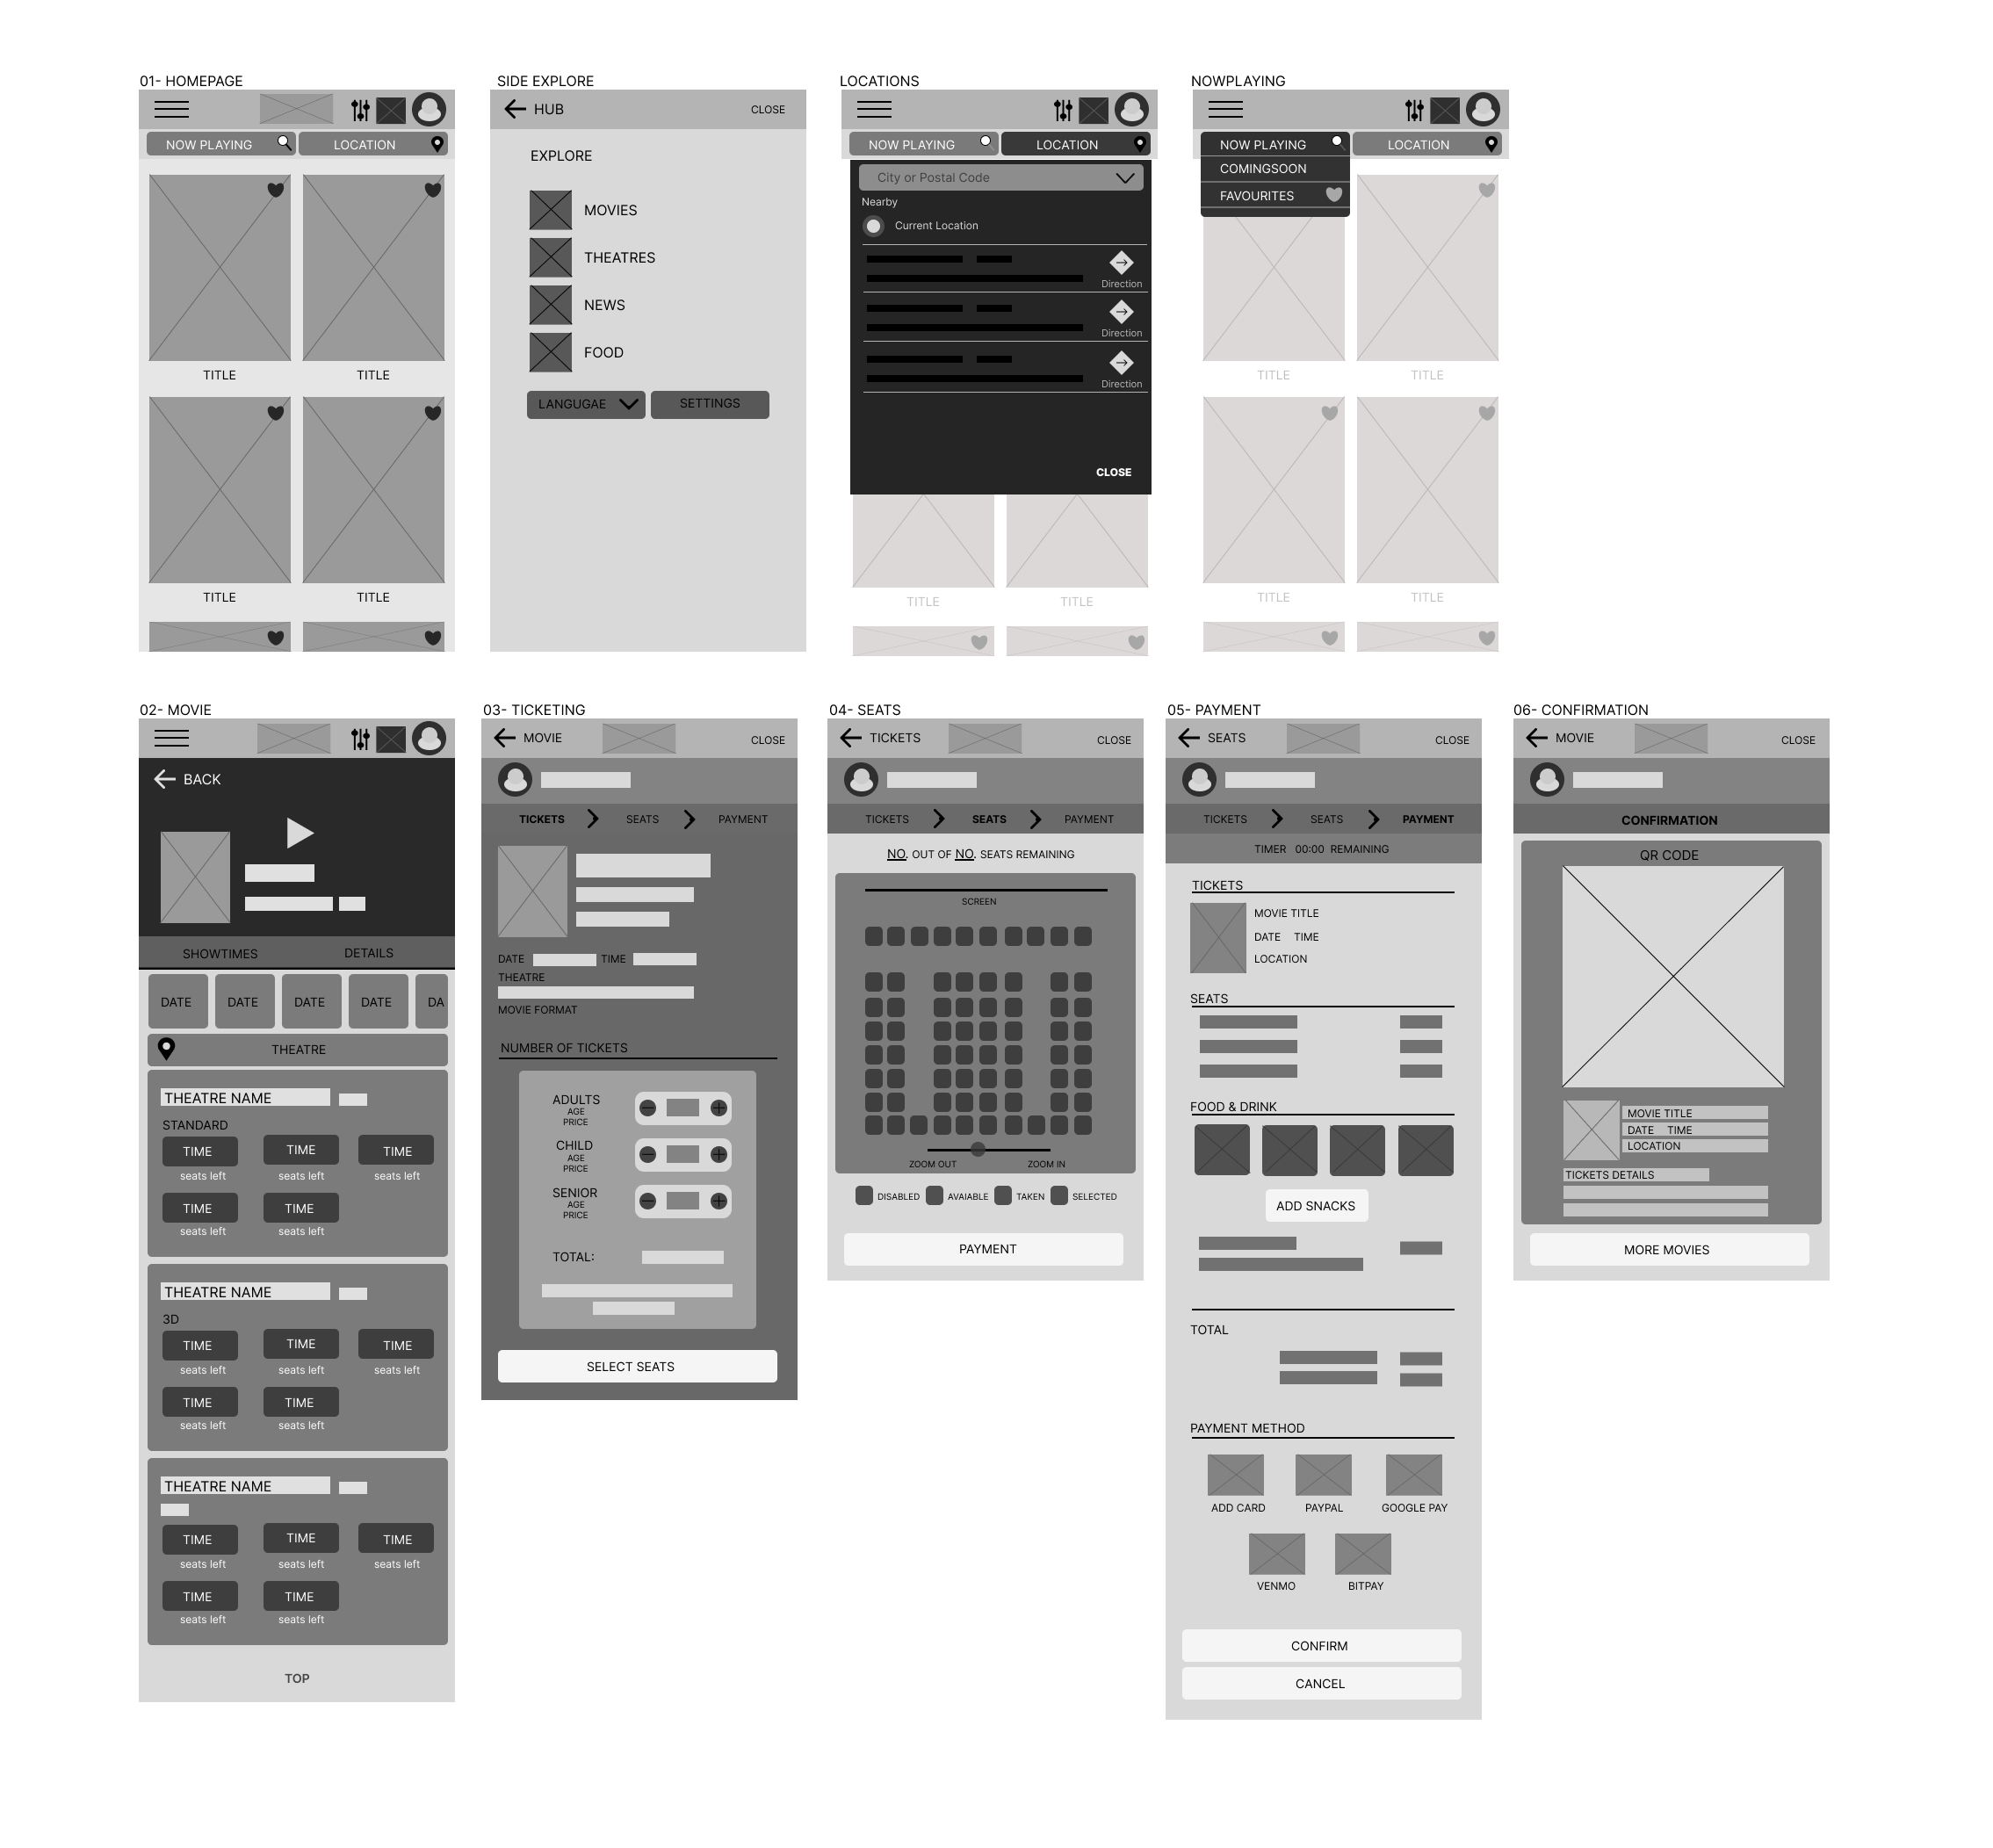 01- HOMEPAGE
NOW PLAYING
LOCATION
TITLE
TITLE
TITLE
TITLE
SIDE EXPLORE
HUB
CLOSE
EXPLORE
MOVIES
THEATRES
NEWS
FOOD
LANGUGAE
SETTINGS
LOCATIONS
NOW PLAYING
LOCATION
City or Postal Code
Nearby
Current Location
Direction
Direction
Direction
CLOSE
TITLE
TITLE
NOWPLAYING
NOW PLAYING
LOCATION
COMINGSOON
FAVOURITES
TITLE
TITLE
TITLE
TITLE
02- MOVIE
BACK
SHOWTIMES
DETAILS
DATE
DATE
DATE
DATE
DA
THEATRE
THEATRE NAME
STANDARD
TIME
TIME
TIME
seats left
seats left
seats left
TIME
TIME
seats left
seats left
THEATRE NAME
3D
TIME
TIME
TIME
seats left
seats left
seats left
TIME
TIME
seats left
seats left
THEATRE NAME
TIME
TIME
TIME
seats left
seats left
seats left
TIME
TIME
seats left
seats left
TOP
03- TICKETING
MOVIE
CLOSE
TICKETS
SEATS
PAYMENT
DATE
TIME
THEATRE
MOVIE FORMAT
NUMBER OF TICKETS
ADULTS
AGE
PRICE
CHILD
AGE
PRICE
SENIOR
AGE
PRICE
TOTAL:
SELECT SEATS
04- SEATS
TICKETS
CLOSE
TICKETS
SEATS
PAYMENT
NO. OUT OF NO. SEATS REMAINING
SCREEN
ZOOM OUT
ZOOM IN
DISABLED
AVAIABLE
TAKEN
SELECTED
PAYMENT
05- PAYMENT
SEATS
CLOSE
TICKETS
SEATS
PAYMENT
TIMER 00:00 REMAINING
TICKETS
MOVIE TITLE
DATE TIME
LOCATION
SEATS
FOOD & DRINK
ADD SNACKS
TOTAL
PAYMENT METHOD
ADD CARD
PAYPAL
GOOGLE PAY
VENMO
BITPAY
CONFIRM
CANCEL
06- CONFIRMATION
MOVIE
CLOSE
CONFIRMATION
QR CODE
MOVIE TITLE
DATE TIME
LOCATION
TICKETS DETAILS
MORE MOVIES